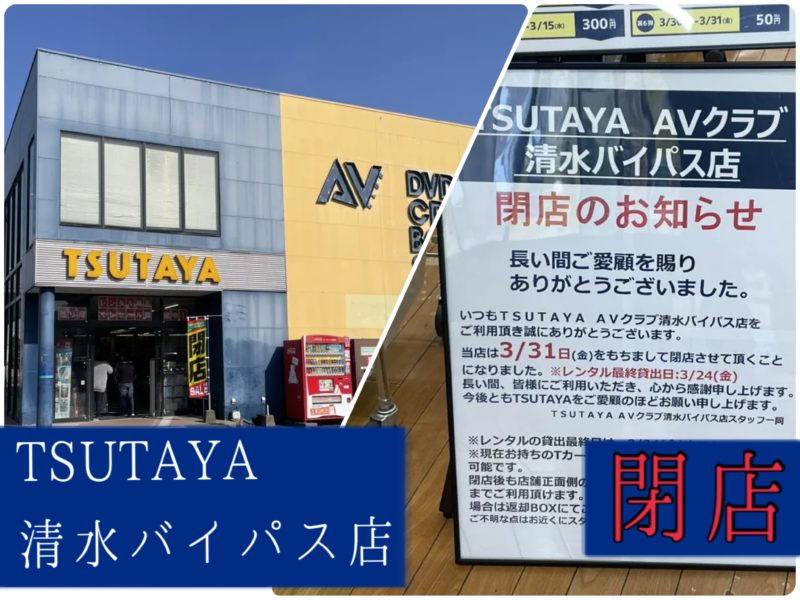 AV
DVD
TSUTAYA
閉店
TSUTAYA
清水バイパス店
-3/15(水) 300円
第6弾 3/30 -3/31(金) 50円
TSUTAYA AVクラブ
清水バイパス店
閉店のお知らせ
長い間ご愛顧を賜り
ありがとうございました。
いつもTSUTAYA AVクラブ清水バイパス店を
ご利用頂き誠にありがとうございます。
当店は3/31日(金)をもちまして閉店させて頂くこと
になりました。※レンタル最終貸出日:3/24(金)
長い間、皆様にご利用いただき、心から感謝申し上げます。
今後ともTSUTAYAをご愛顧のほどお願い申し上げます。
TSUTAYA AVクラブ清水バイパス店スタッフ一同
※レンタルの貸出最終日は
※現在お持ちのTカー
可能です。
閉店後も店舗正面側の
までご利用頂けます。
場合は返却BOXにてお
ご不明な点はお近くにスタ
閉店